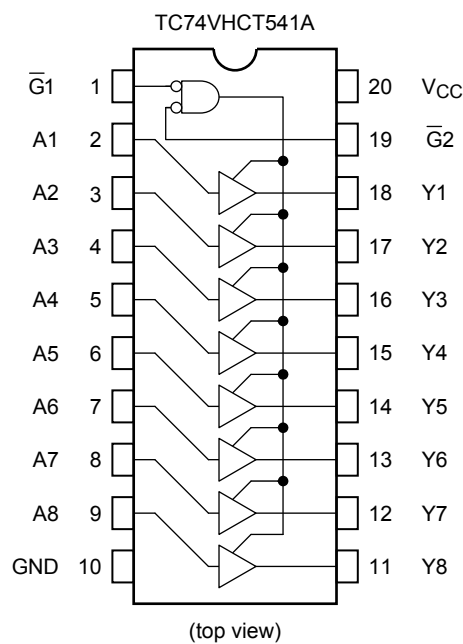 TC74VHCT541A
G̅1 1 20 VCC
A1 2 19 G̅2
A2 3 18 Y1
A3 4 17 Y2
A4 5 16 Y3
A5 6 15 Y4
A6 7 14 Y5
A7 8 13 Y6
A8 9 12 Y7
GND 10 11 Y8
(top view)